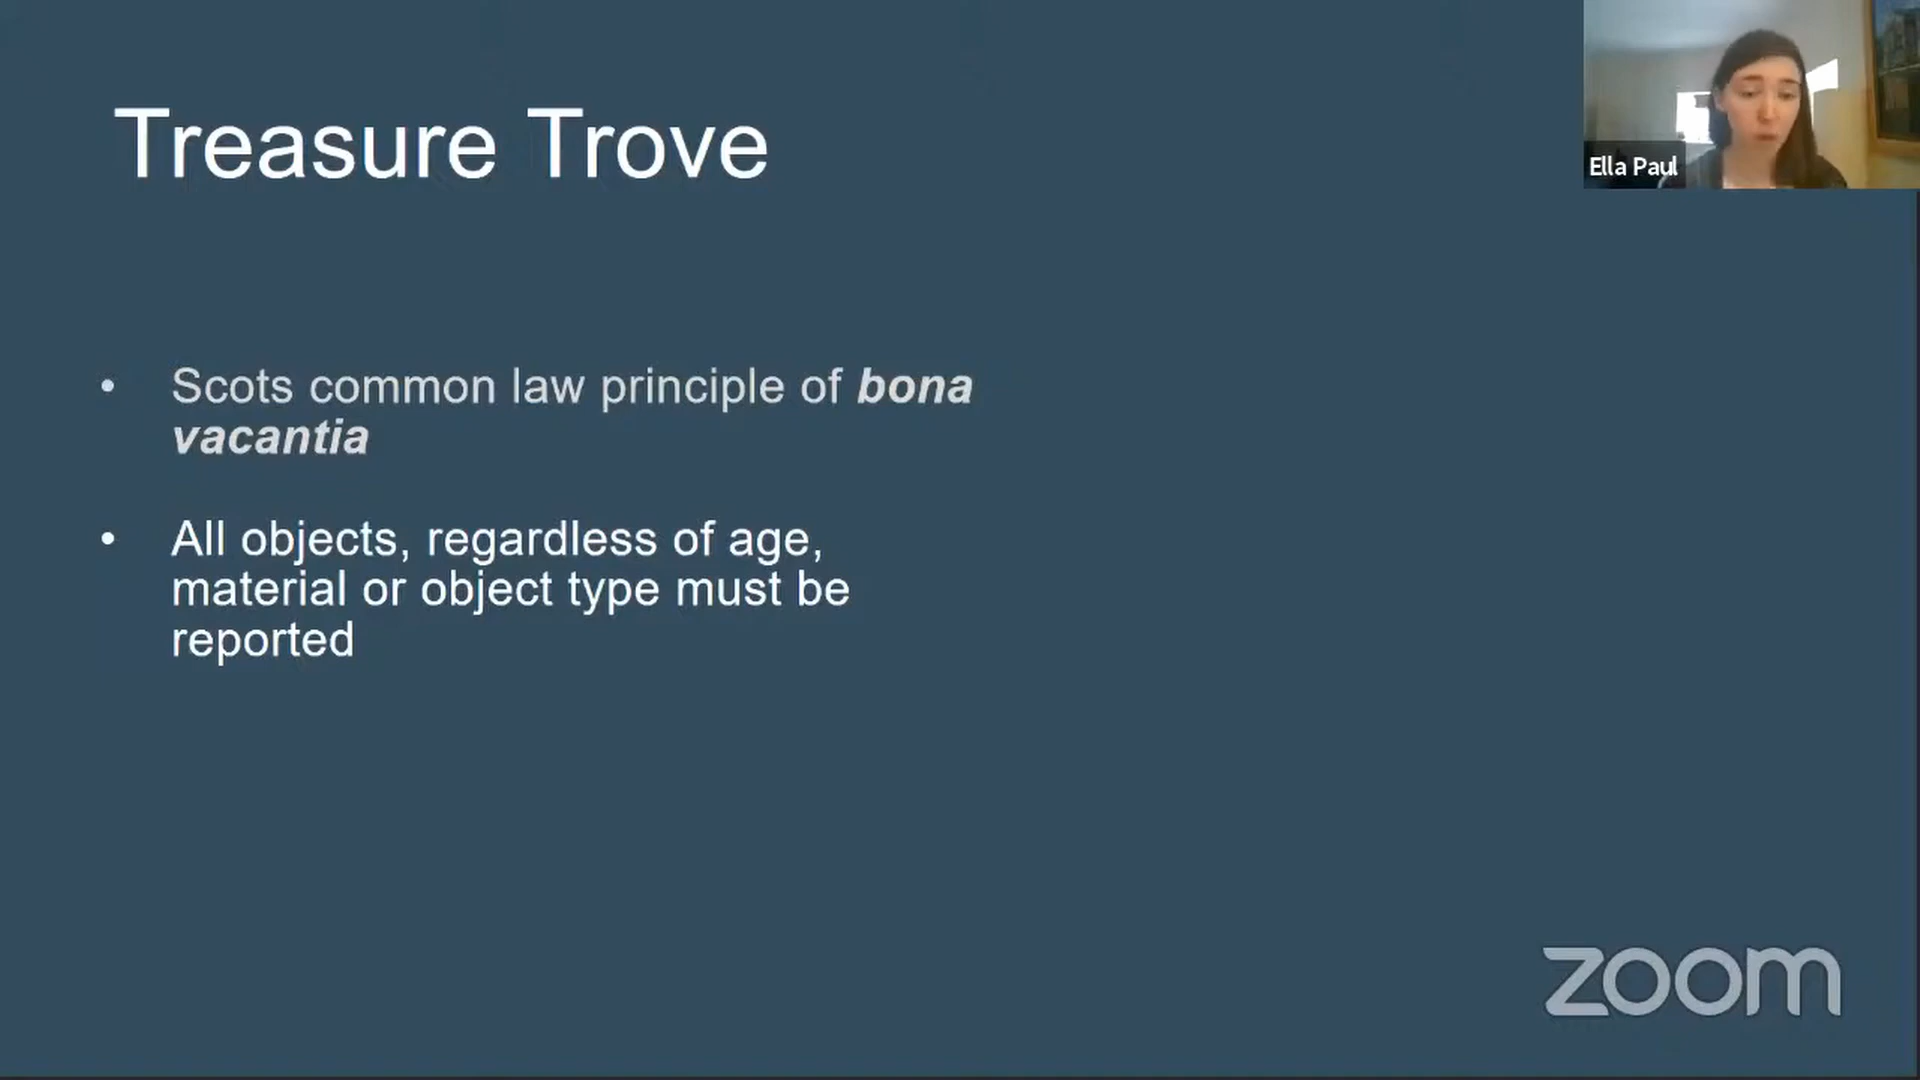 Treasure Trove
Ella Paul
• Scots common law principle of bona
vacantia
• All objects, regardless of age,
material or object type must be
reported
zoom